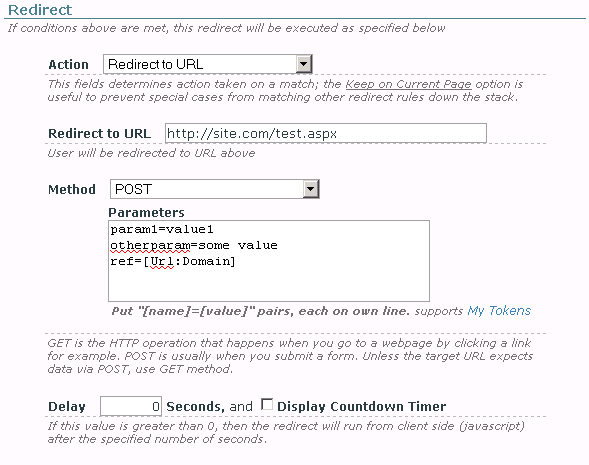 Redirect
If conditions above are met, this redirect will be executed as specified below
Action Redirect to URL
This fields determines action taken on a match; the Keep on Current Page option is
useful to prevent special cases from matching other redirect rules down the stack.
Redirect to URL http://site.com/test.aspx
User will be redirected to URL above
Method POST
Parameters
param1=value1
otherparam=some value
ref=[Url:Domain]
Put "[name]=[value]" pairs, each on own line. supports My Tokens
GET is the HTTP operation that happens when you go to a webpage by clicking a link
for example. POST is usually when you submit a form. Unless the target URL expects
data via POST, use GET method.
Delay 0 Seconds, and Display Countdown Timer
If this value is greater than 0, then the redirect will run from client side (javascript)
after the specified number of seconds.